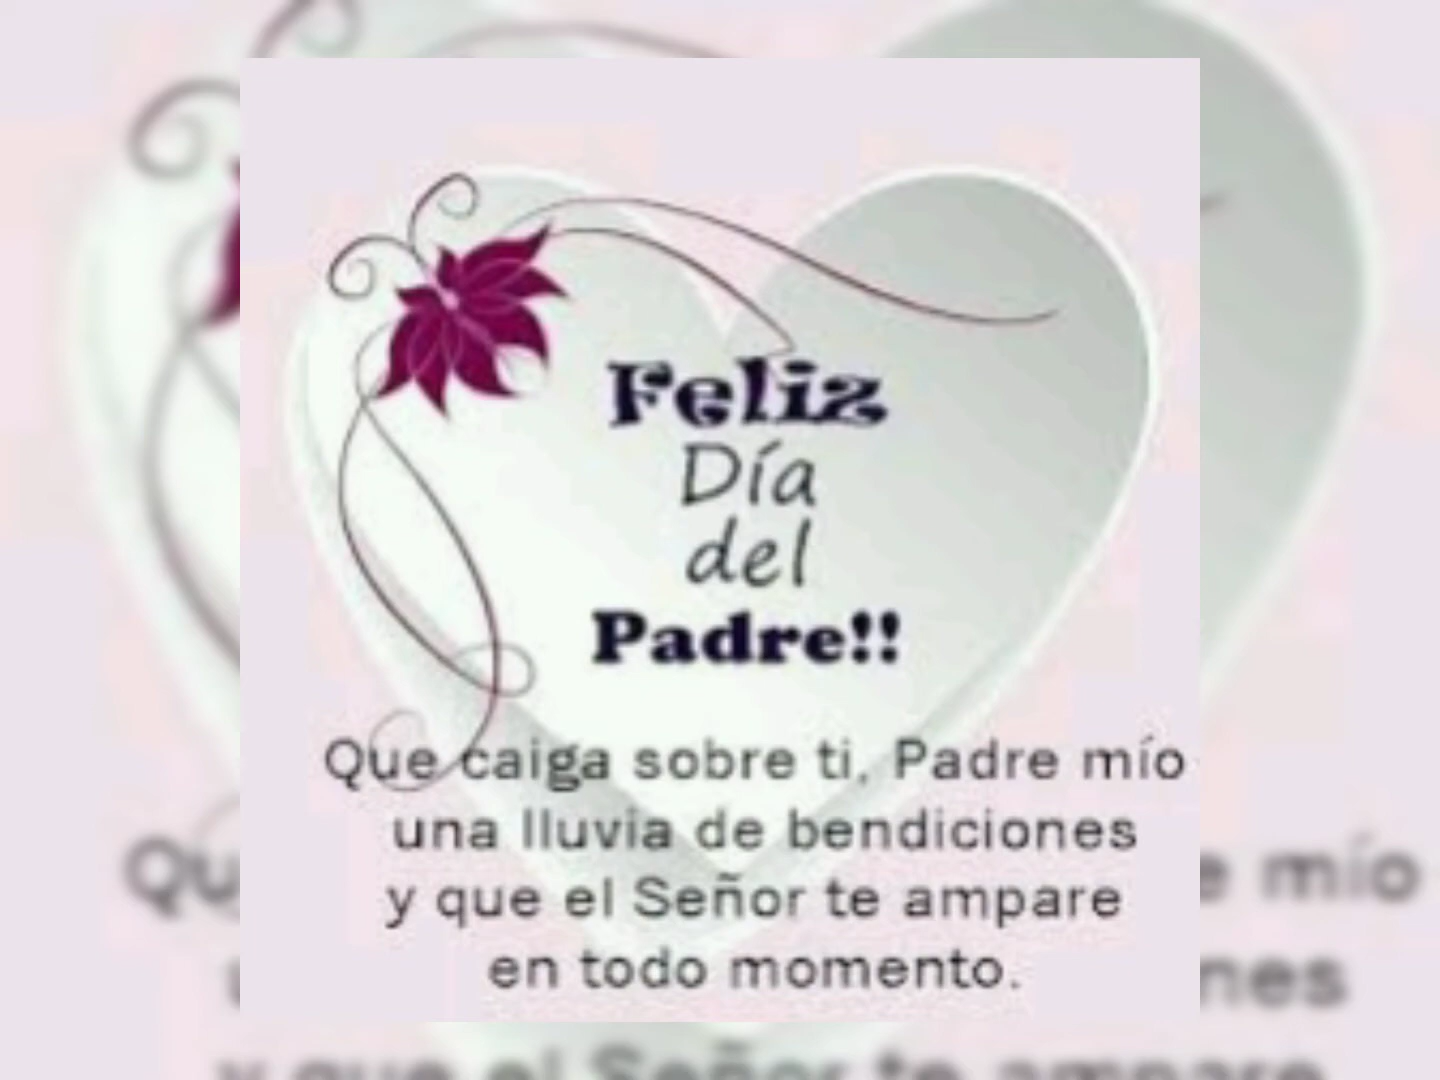 Feliz
Día
del
Padre!!
Que caiga sobre ti, Padre mío
una lluvia de bendiciones
y que el Señor te ampare
en todo momento.